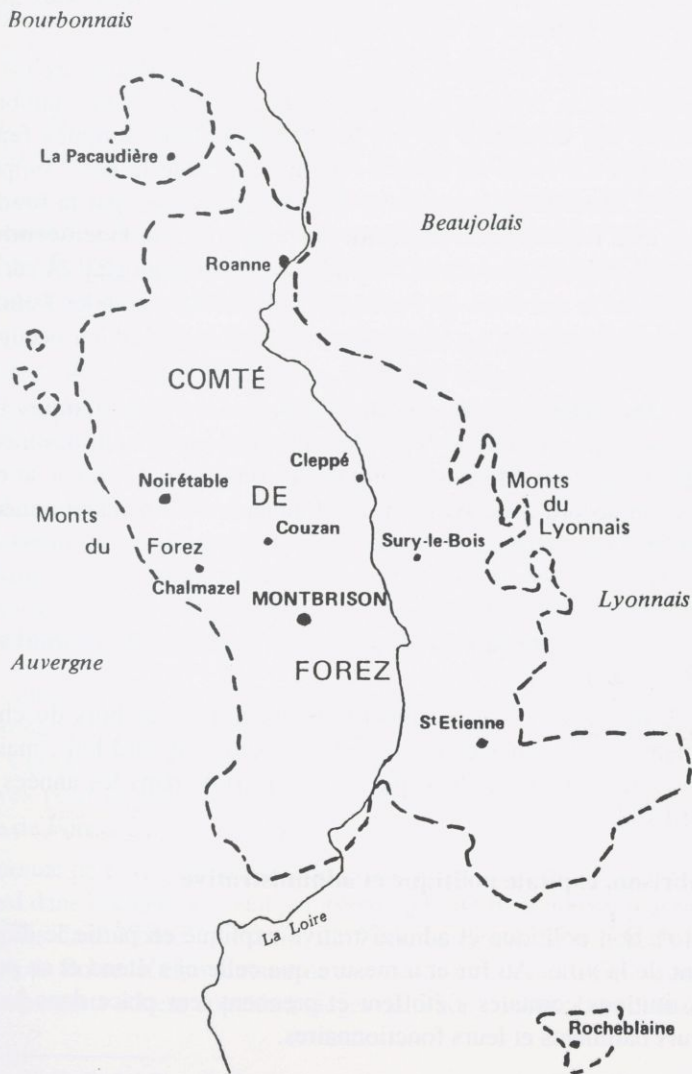 Bourbonnais
La Pacaudière
Beaujolais
Roanne
COMTÉ
Cleppé
Noirétable
DE
Monts
du
Lyonnais
Monts
du Forez
Couzan
Sury-le-Bois
Chalmazel
MONTBRISON
Lyonnais
Auvergne
FOREZ
St Etienne
La Loire
Rocheblaine